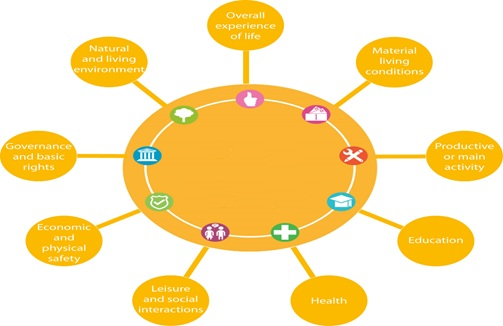 Overall
experience
of life
Natural
and living
environment
Material
living
conditions
Governance
and basic
rights
Productive
or main
activity
Economic
and
physical
safety
Education
Leisure
and social
interactions
Health